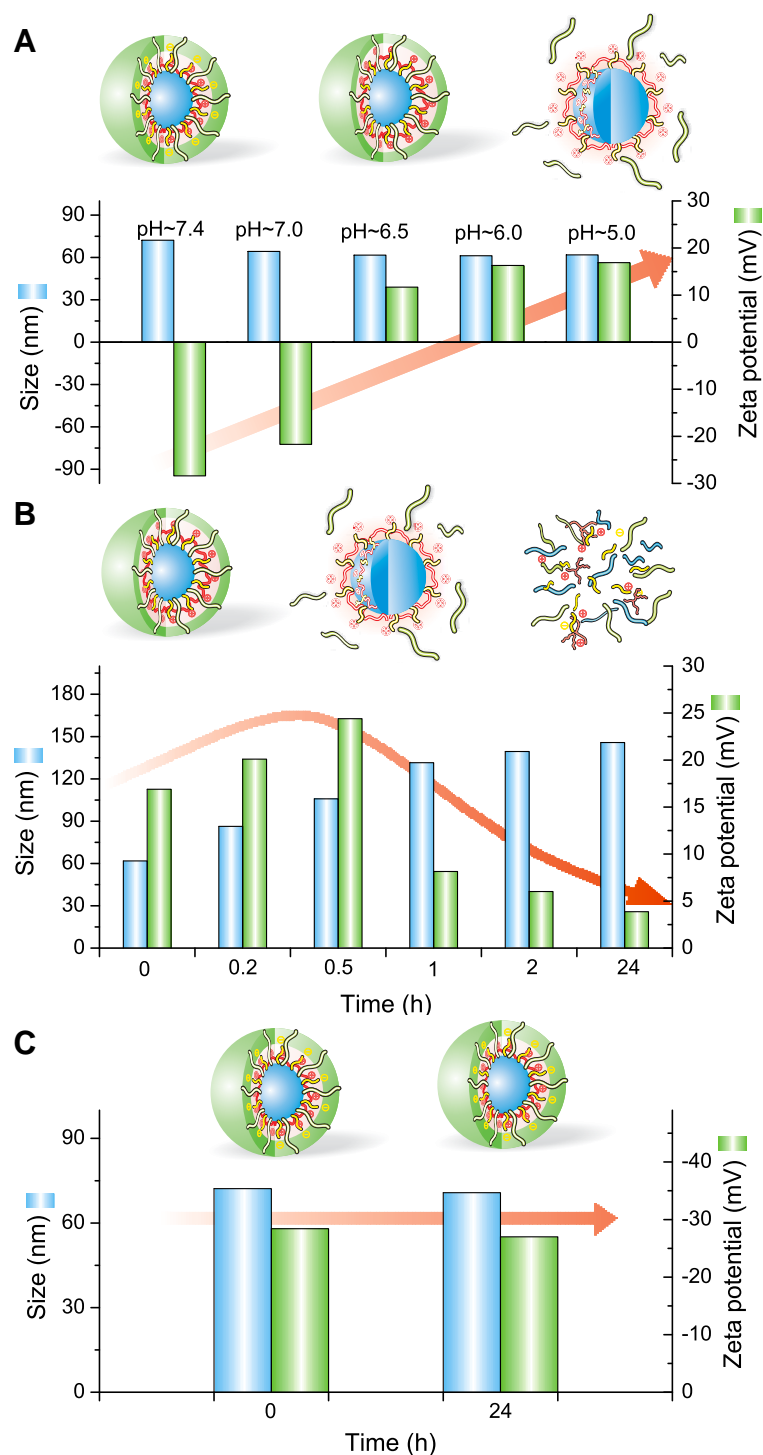 A
pH~7.4 pH~7.0 pH~6.5 pH~6.0 pH~5.0
90
60
30
0
-30
-60
-90
Size (nm)
30
20
10
0
-10
-20
-30
Zeta potential (mV)
B
180
150
120
90
60
30
0
Size (nm)
30
25
20
15
10
5
0
Zeta potential (mV)
0 0.2 0.5 1 2 24
Time (h)
C
90
60
30
0
Size (nm)
-40
-30
-20
-10
0
Zeta potential (mV)
0 24
Time (h)